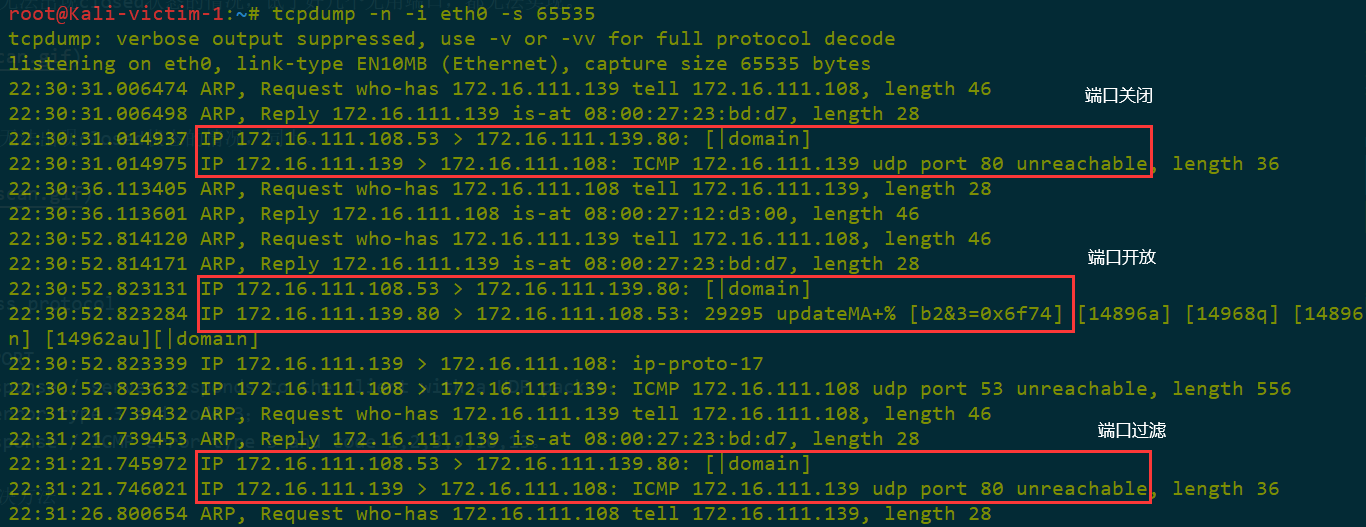 root@Kali-victim-1:~# tcpdump -n -i eth0 -s 65535
tcpdump: verbose output suppressed, use -v or -vv for full protocol decode
listening on eth0, link-type EN10MB (Ethernet), capture size 65535 bytes
22:30:31.006474 ARP, Request who-has 172.16.111.139 tell 172.16.111.108, length 46
端口关闭
22:30:31.006498 ARP, Reply 172.16.111.139 is-at 08:00:27:23:bd:d7, length 28
22:30:31.014937 IP 172.16.111.108.53 > 172.16.111.139.80: [|domain]
22:30:31.014975 IP 172.16.111.139 > 172.16.111.108: ICMP 172.16.111.139 udp port 80 unreachable, length 36
22:30:36.113405 ARP, Request who-has 172.16.111.108 tell 172.16.111.139, length 28
22:30:36.113601 ARP, Reply 172.16.111.108 is-at 08:00:27:12:d3:00, length 46
22:30:52.814120 ARP, Request who-has 172.16.111.139 tell 172.16.111.108, length 46
端口开放
22:30:52.814171 ARP, Reply 172.16.111.139 is-at 08:00:27:23:bd:d7, length 28
22:30:52.823131 IP 172.16.111.108.53 > 172.16.111.139.80: [|domain]
22:30:52.823284 IP 172.16.111.139.80 > 172.16.111.108.53: 29295 updateMA+% [b2&3=0x6f74] [14896a] [14968q] [14896
n] [14962au][|domain]
22:30:52.823339 IP 172.16.111.139 > 172.16.111.108: ip-proto-17
22:30:52.823632 IP 172.16.111.108 > 172.16.111.139: ICMP 172.16.111.108 udp port 53 unreachable, length 556
22:31:21.739432 ARP, Request who-has 172.16.111.139 tell 172.16.111.108, length 46
端口过滤
22:31:21.739453 ARP, Reply 172.16.111.139 is-at 08:00:27:23:bd:d7, length 28
22:31:21.745972 IP 172.16.111.108.53 > 172.16.111.139.80: [|domain]
22:31:21.746021 IP 172.16.111.139 > 172.16.111.108: ICMP 172.16.111.139 udp port 80 unreachable, length 36
22:31:26.800654 ARP, Request who-has 172.16.111.108 tell 172.16.111.139, length 28